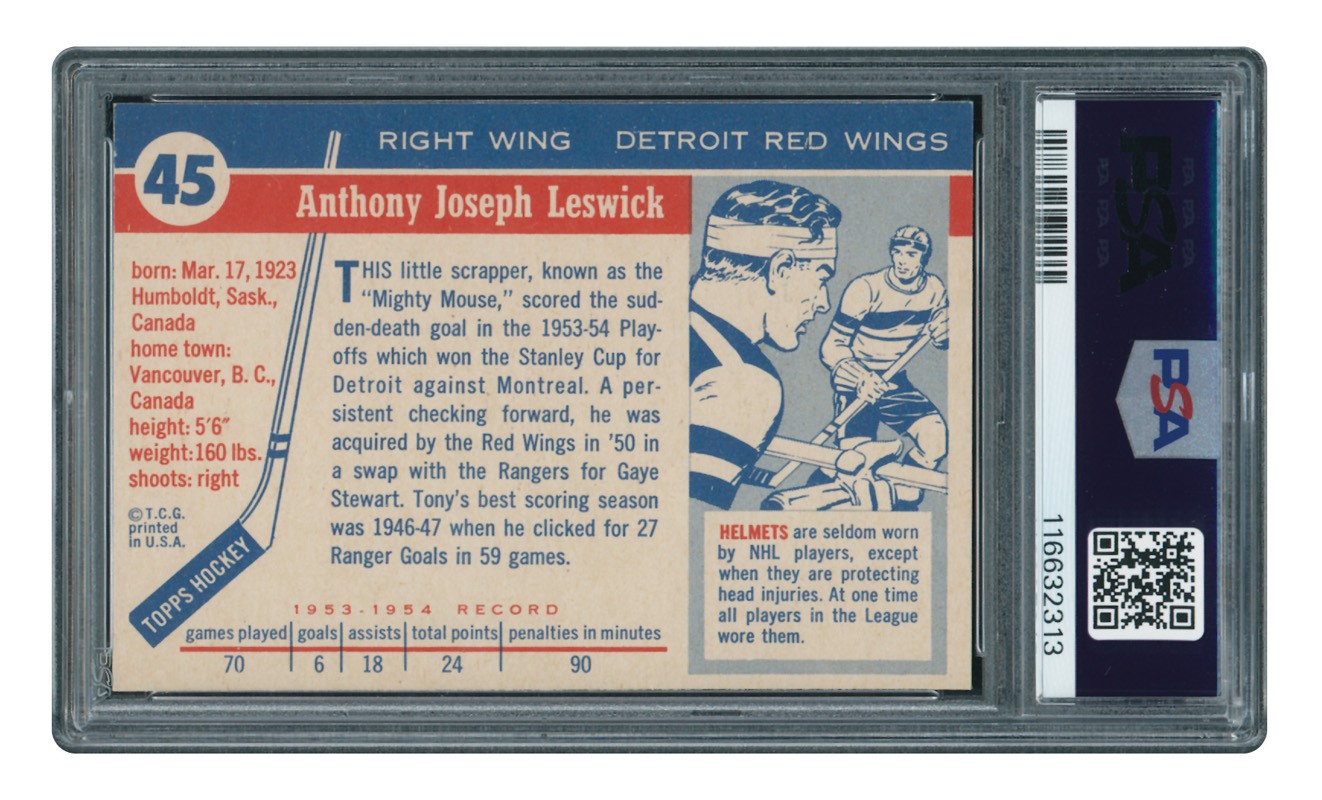 RIGHT WING DETROIT RED WINGS
45
Anthony Joseph Leswick
born: Mar. 17, 1923
Humboldt, Sask.,
Canada
home town:
Vancouver, B. C.,
Canada
height: 5'6"
weight: 160 lbs.
shoots: right
© T.C.G.
printed
in U.S.A.
TOPPS HOCKEY
THIS little scrapper, known as the
"Mighty Mouse," scored the sud-
den-death goal in the 1953-54 Play-
offs which won the Stanley Cup for
Detroit against Montreal. A per-
sistent checking forward, he was
acquired by the Red Wings in '50 in
a swap with the Rangers for Gaye
Stewart. Tony's best scoring season
was 1946-47 when he clicked for 27
Ranger Goals in 59 games.
1953-1954 RECORD
games played goals assists total points penalties in minutes
70 6 18 24 90
HELMETS are seldom worn
by NHL players, except
when they are protecting
head injuries. At one time
all players in the League
wore them.
PSA
PSA
116632313